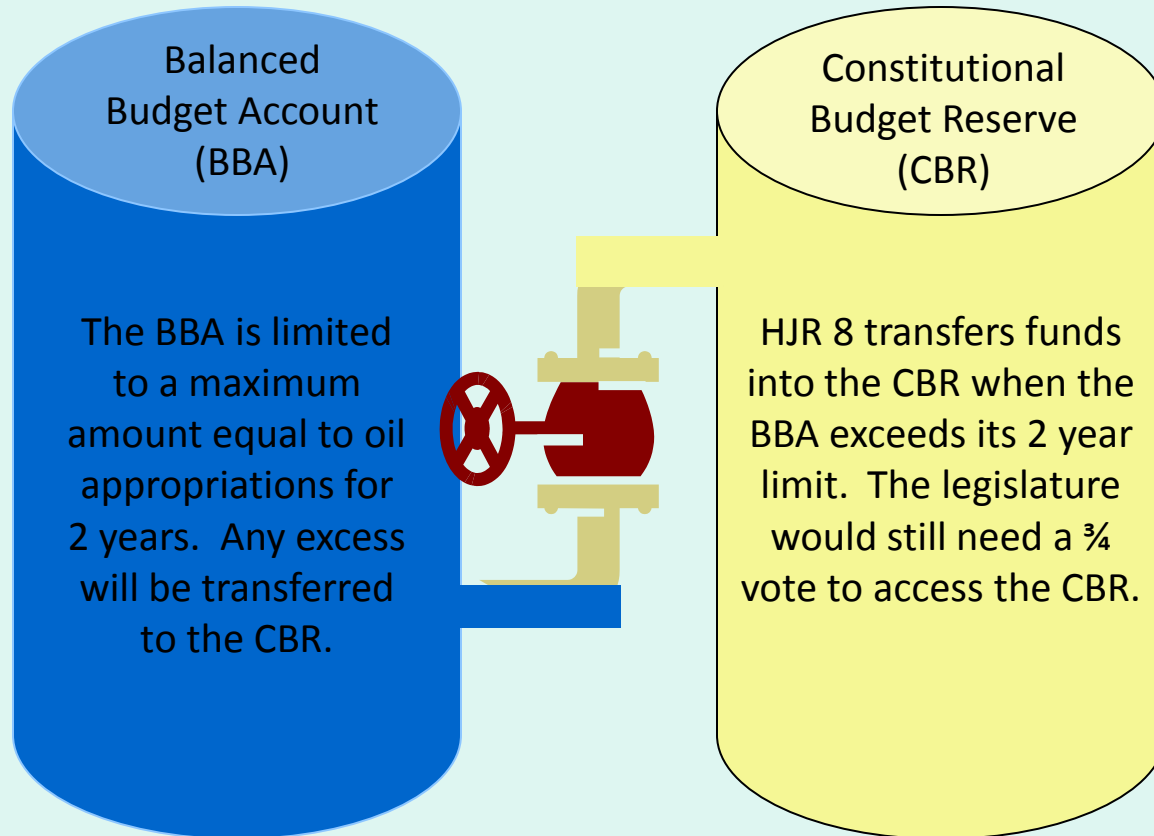 Balanced
Budget Account
(BBA)
The BBA is limited
to a maximum
amount equal to oil
appropriations for
2 years.  Any excess
will be transferred
to the CBR.
Constitutional
Budget Reserve
(CBR)
HJR 8 transfers funds
into the CBR when the
BBA exceeds its 2 year
limit.  The legislature
would still need a ¾
vote to access the CBR.